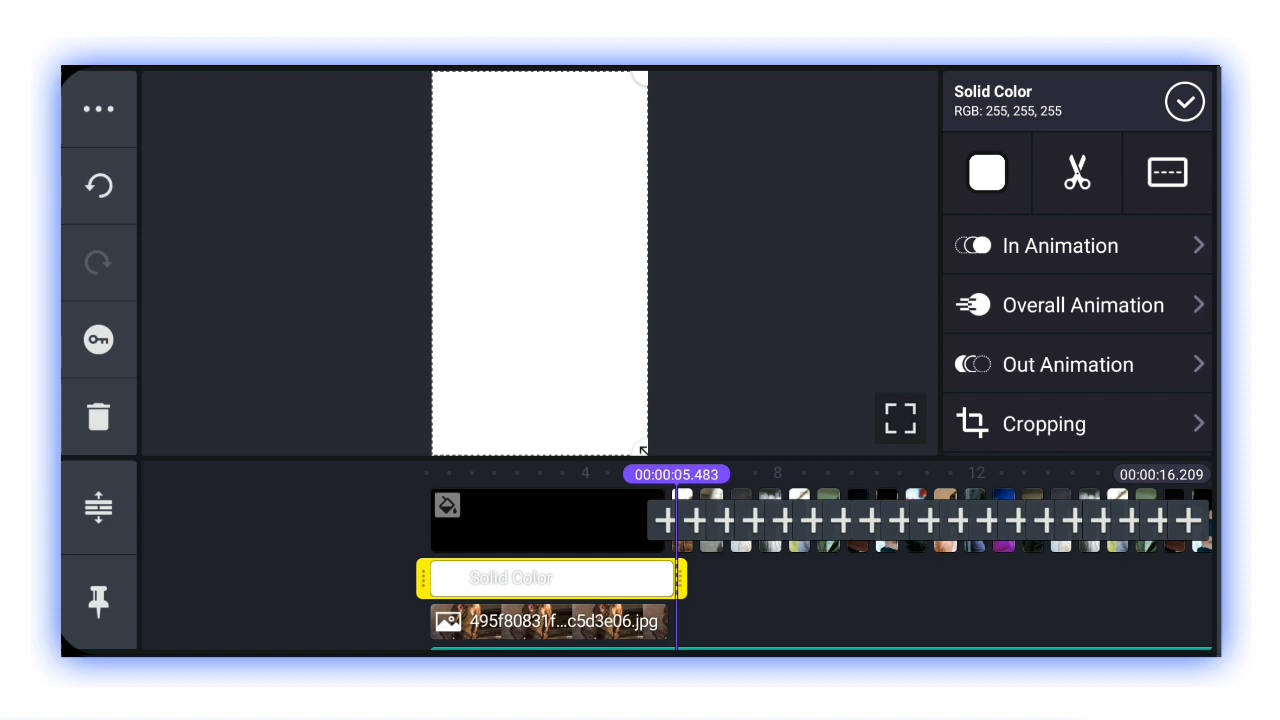 Solid Color
RGB: 255, 255, 255
In Animation
Overall Animation
Out Animation
Cropping
4
00:00:05.483
8
12
00:00:16.209
Solid Color
495f80831f...c5d3e06.jpg